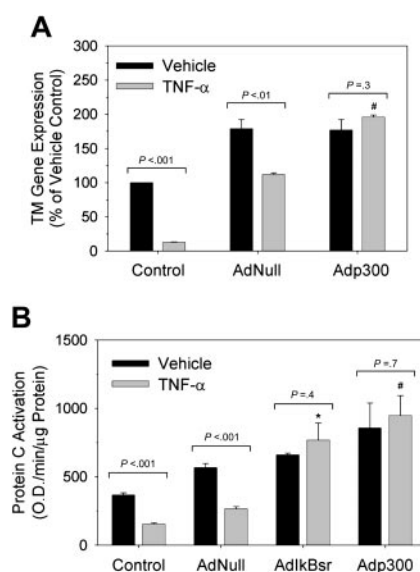 A
TM Gene Expression
(% of Vehicle Control)
300
250
200
150
100
50
0
Vehicle
TNF-α
P <.001
P <.01
P =.3
#
Control
AdNull
Adp300
B
Protein C Activation
(O.D./min/µg Protein)
1500
1000
500
0
Vehicle
TNF-α
P <.001
P <.001
P =.4
*
P =.7
#
Control
AdNull
AdIkBsr
Adp300